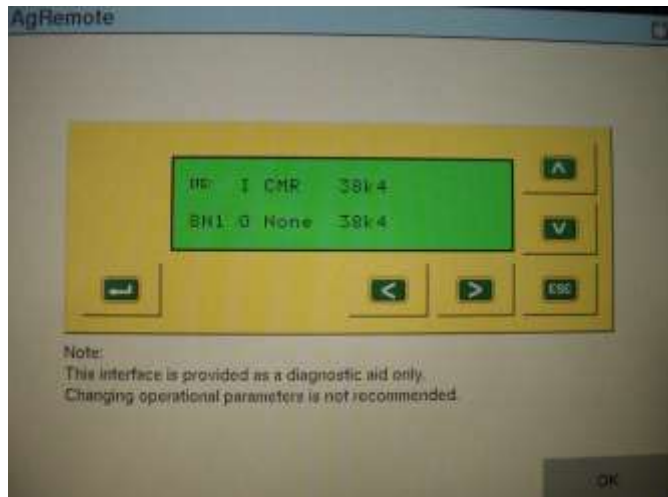 AgRemote
I CMR 38k4
BN1 O None 38k4
ESC
Note:
This interface is provided as a diagnostic aid only.
Changing operational parameters is not recommended.
OK